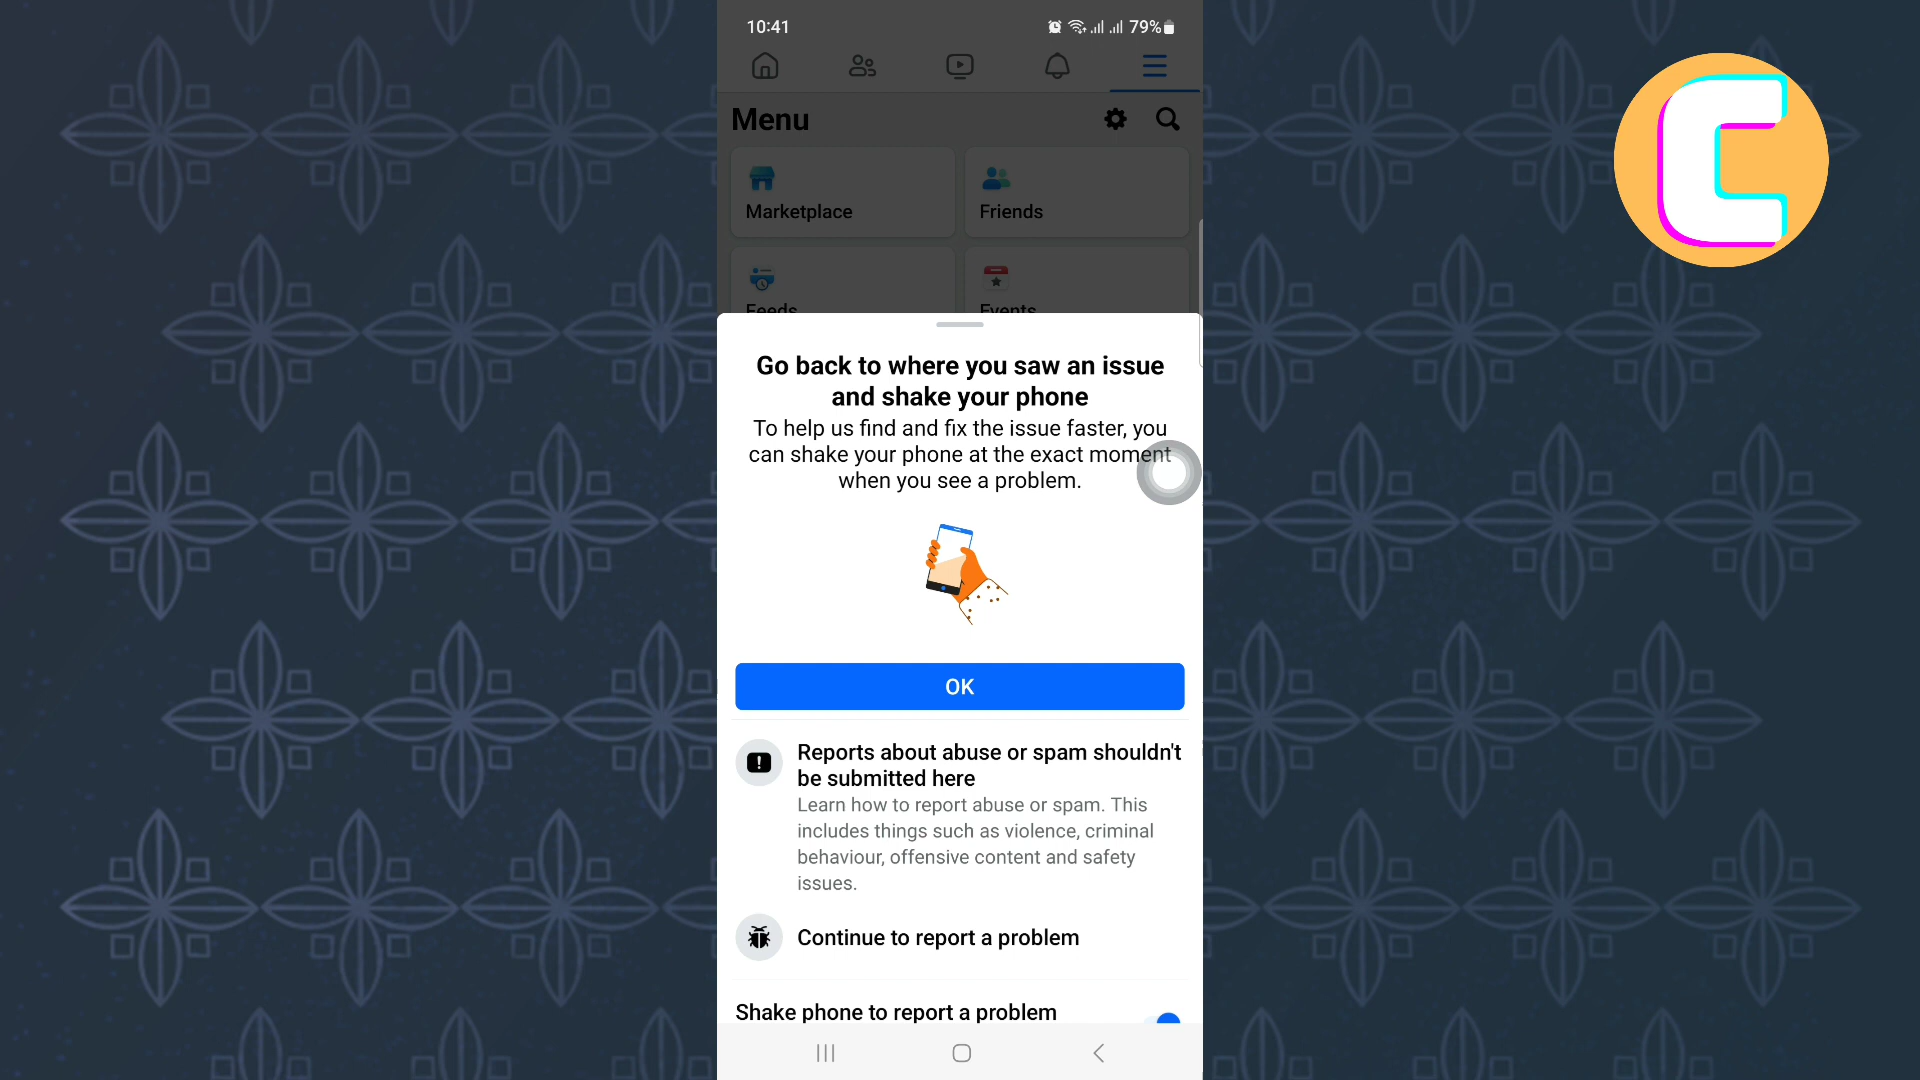 10:41
79%
Menu
Marketplace
Friends
Feeds
Events
Go back to where you saw an issue
and shake your phone
To help us find and fix the issue faster, you
can shake your phone at the exact moment
when you see a problem.
OK
Reports about abuse or spam shouldn't
be submitted here
Learn how to report abuse or spam. This
includes things such as violence, criminal
behaviour, offensive content and safety
issues.
Continue to report a problem
Shake phone to report a problem
C